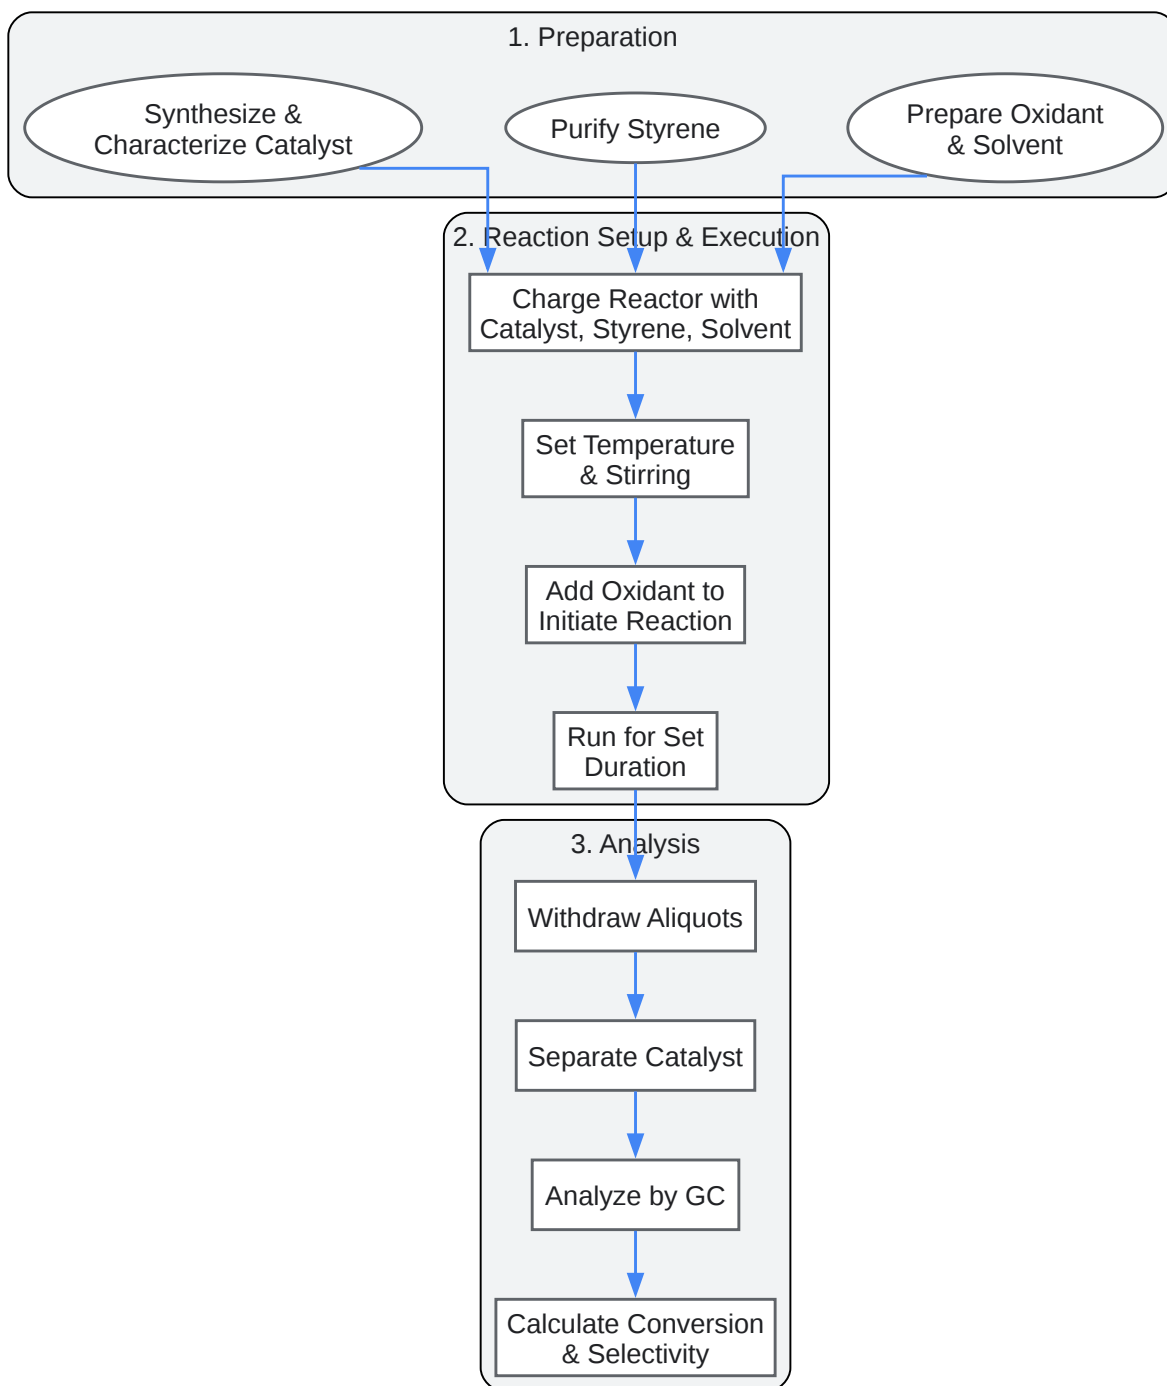 1. Preparation
Synthesize &
Characterize Catalyst
Purify Styrene
Prepare Oxidant
& Solvent
2. Reaction Setup & Execution
Charge Reactor with
Catalyst, Styrene, Solvent
Set Temperature
& Stirring
Add Oxidant to
Initiate Reaction
Run for Set
Duration
3. Analysis
Withdraw Aliquots
Separate Catalyst
Analyze by GC
Calculate Conversion
& Selectivity